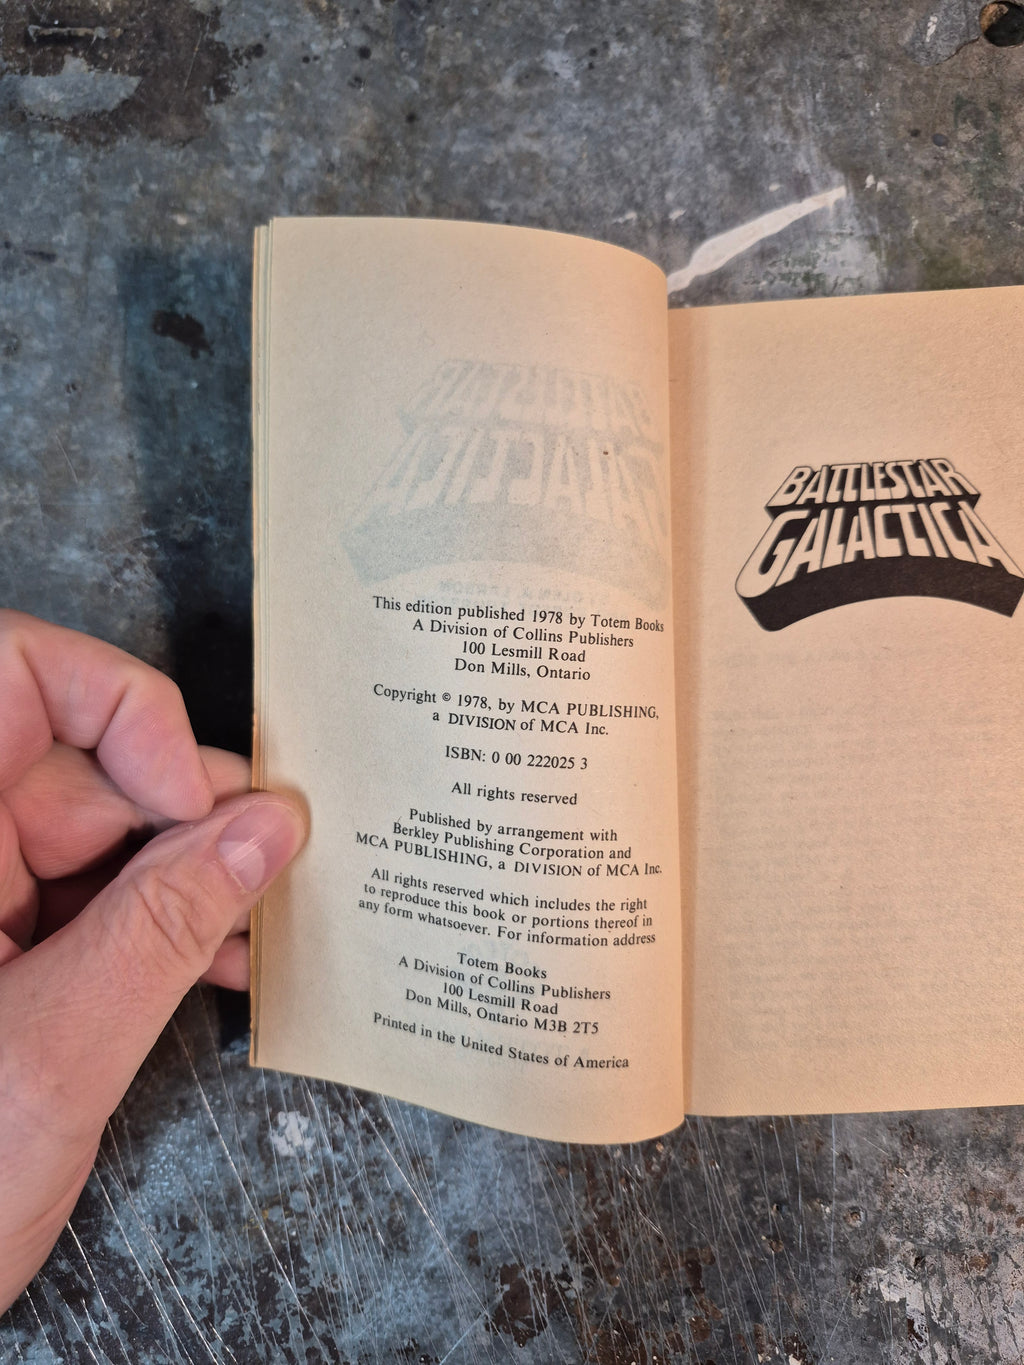 This edition published 1978 by Totem Books
A Division of Collins Publishers
100 Lesmill Road
Don Mills, Ontario
Copyright © 1978, by MCA PUBLISHING,
a DIVISION of MCA Inc.
ISBN: 0 00 222025 3
All rights reserved
Published by arrangement with
Berkley Publishing Corporation and
MCA PUBLISHING, a DIVISION of MCA Inc.
All rights reserved which includes the right
to reproduce this book or portions thereof in
any form whatsoever. For information address
Totem Books
A Division of Collins Publishers
100 Lesmill Road
Don Mills, Ontario M3B 2T5
Printed in the United States of America
BATTLESTAR
GALACTICA